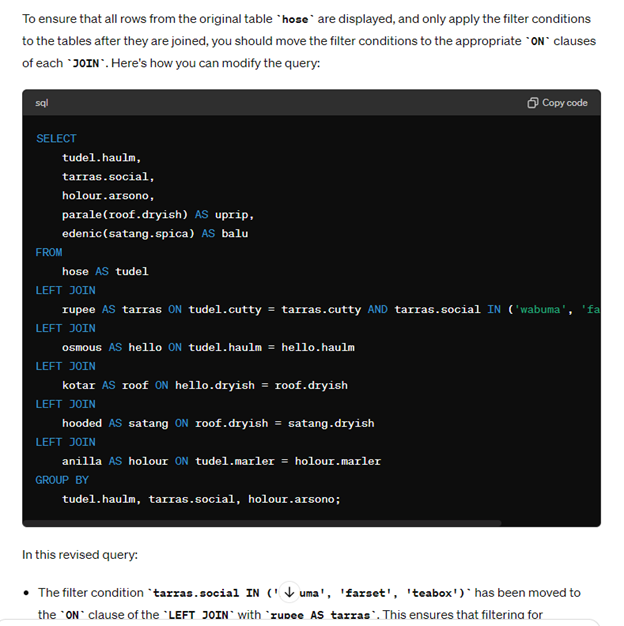 To ensure that all rows from the original table `hose` are displayed, and only apply the filter conditions
to the tables after they are joined, you should move the filter conditions to the appropriate `ON` clauses
of each `JOIN`. Here's how you can modify the query:
sql
Copy code
SELECT
tudel.haulm,
tarras.social,
holour.arsono,
parale(roof.dryish) AS uprip,
edenic(satang.spica) AS balu
FROM
hose AS tudel
LEFT JOIN
rupee AS tarras ON tudel.cutty = tarras.cutty AND tarras.social IN ('wabuma', 'fa
LEFT JOIN
osmous AS hello ON tudel.haulm = hello.haulm
LEFT JOIN
kotar AS roof ON hello.dryish = roof.dryish
LEFT JOIN
hooded AS satang ON roof.dryish = satang.dryish
LEFT JOIN
anilla AS holour ON tudel.marler = holour.marler
GROUP BY
tudel.haulm, tarras.social, holour.arsono;
In this revised query:
• The filter condition `tarras.social IN (' uma', 'farset', 'teabox')` has been moved to
the `ON` clause of the `LEFT JOIN` with `rupee AS tarras`. This ensures that filtering for